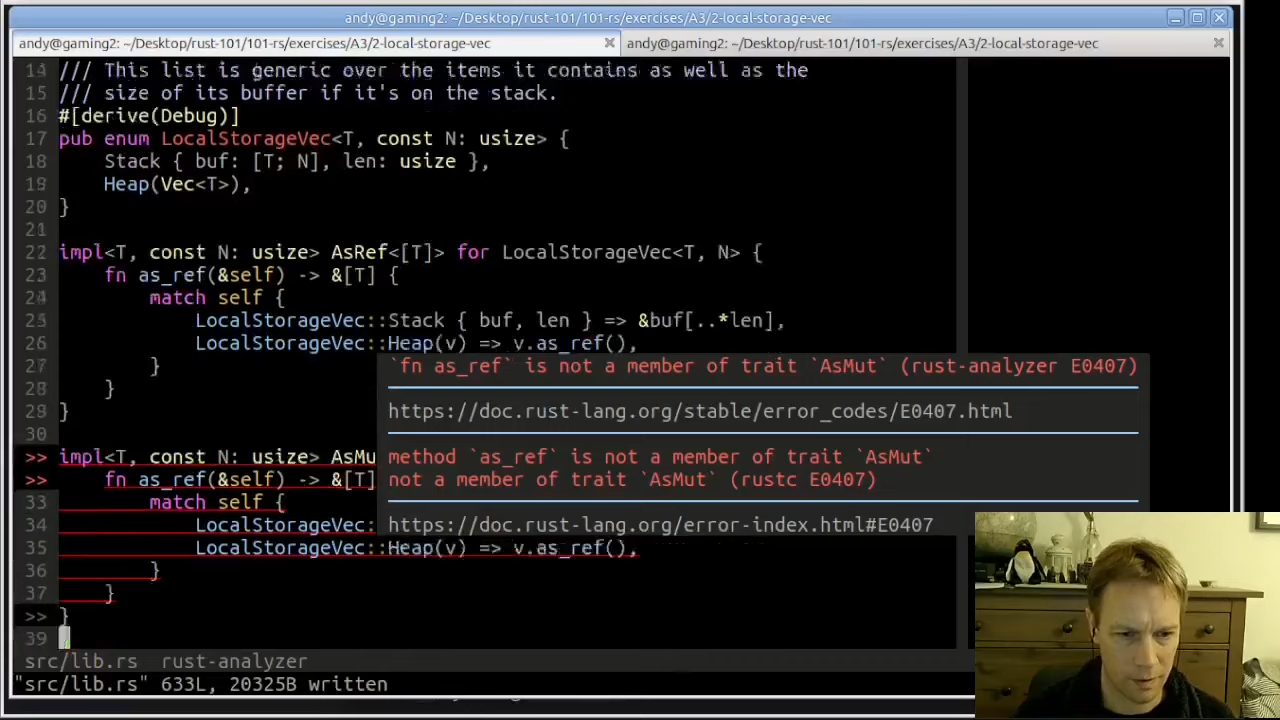 andy@gaming2: ~/Desktop/rust-101/101-rs/exercises/A3/2-local-storage-vec
andy@gaming2: ~/Desktop/rust-101/101-rs/exercises/A3/2-local-storage-vec
andy@gaming2: ~/Desktop/rust-101/101-rs/exercises/A3/2-local-storage-vec
14 /// This list is generic over the items it contains as well as the
15 /// size of its buffer if it's on the stack.
16 #[derive(Debug)]
17 pub enum LocalStorageVec<T, const N: usize> {
18     Stack { buf: [T; N], len: usize },
19     Heap(Vec<T>),
20 }
21
22 impl<T, const N: usize> AsRef<[T]> for LocalStorageVec<T, N> {
23     fn as_ref(&self) -> &[T] {
24         match self {
25             LocalStorageVec::Stack { buf, len } => &buf[..*len],
26             LocalStorageVec::Heap(v) => v.as_ref(),
27         }
`fn as_ref` is not a member of trait `AsMut` (rust-analyzer E0407)
28     }
29 }
https://doc.rust-lang.org/stable/error_codes/E0407.html
30
>> impl<T, const N: usize> AsMu
method `as_ref` is not a member of trait `AsMut`
>>     fn as_ref(&self) -> &[T]
not a member of trait `AsMut` (rustc E0407)
33         match self {
34             LocalStorageVec:
https://doc.rust-lang.org/error-index.html#E0407
35             LocalStorageVec::Heap(v) => v.as_ref(),
36         }
37     }
>> }
39
src/lib.rs  rust-analyzer
"src/lib.rs" 633L, 20325B written